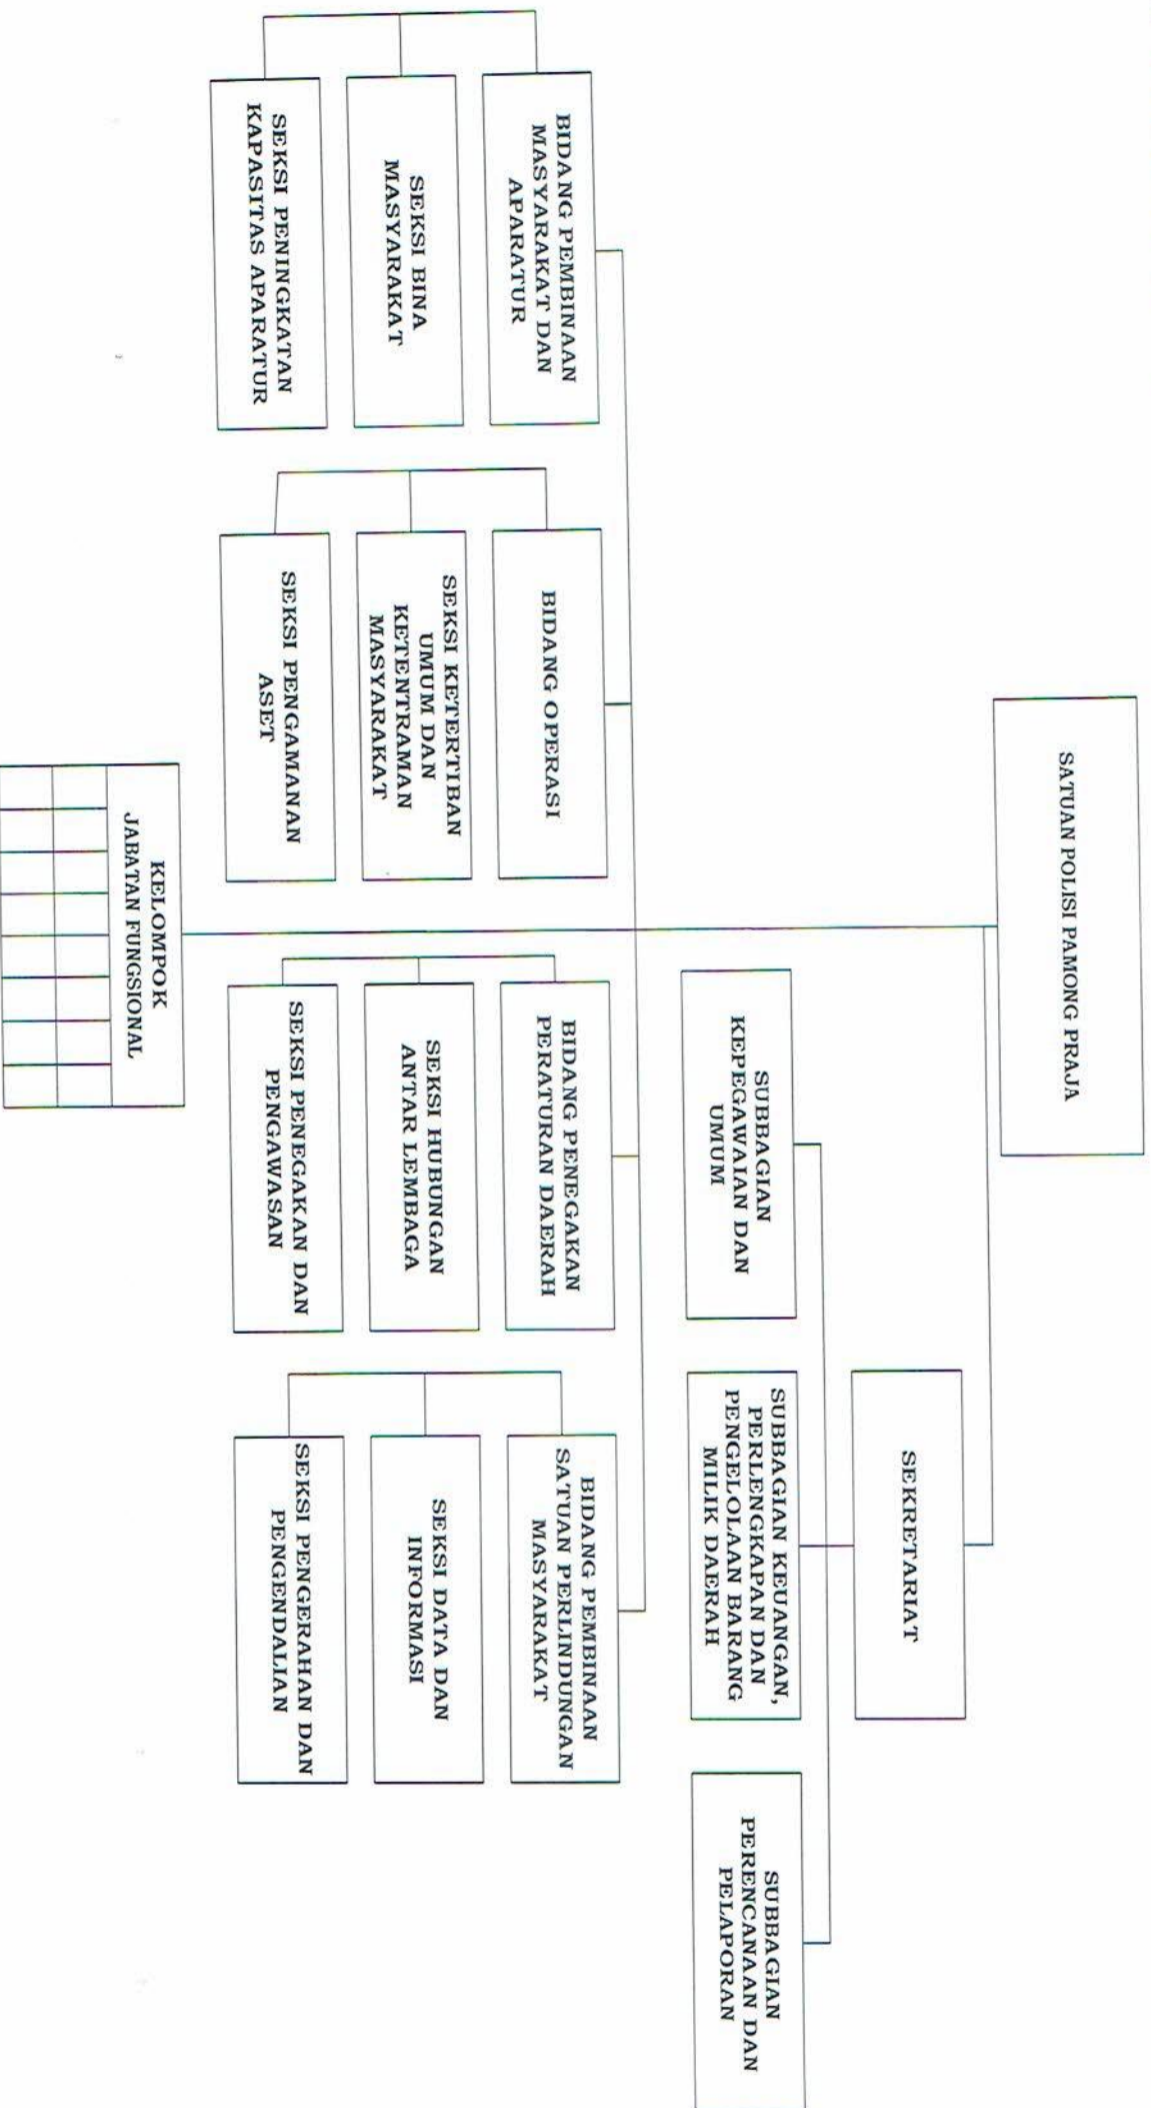 SATUAN POLISI PAMONG PRAJA
SEKRETARIAT
SUBBAGIAN
KEPEGAWAIAN DAN
UMUM
SUBBAGIAN KEUANGAN,
PERLENGKAPAN DAN
PENGELOLAAN BARANG
MILIK DAERAH
SUBBAGIAN
PERENCANAAN DAN
PELAPORAN
BIDANG PEMBINAAN
MASYARAKAT DAN
APARATUR
SEKSI BINA
MASYARAKAT
SEKSI PENINGKATAN
KAPASITAS APARATUR
BIDANG OPERASI
SEKSI KETERTIBAN
UMUM DAN
KETENTRAMAN
MASYARAKAT
SEKSI PENGAMANAN
ASET
BIDANG PENEGAKAN
PERATURAN DAERAH
SEKSI HUBUNGAN
ANTAR LEMBAGA
SEKSI PENEGAKAN DAN
PENGAWASAN
BIDANG PEMBINAAN
SATUAN PERLINDUNGAN
MASYARAKAT
SEKSI DATA DAN
INFORMASI
SEKSI PENGERAHAN DAN
PENGENDALIAN
KELOMPOK
JABATAN FUNGSIONAL